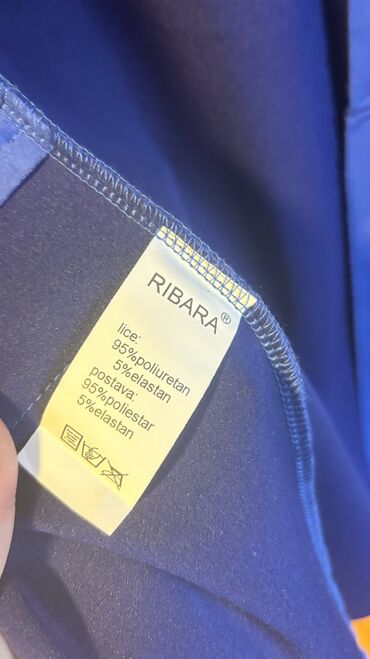 RIBARA®
lice:
95%poliuretan
5%elastan
postava:
95%poliestar
5%elastan